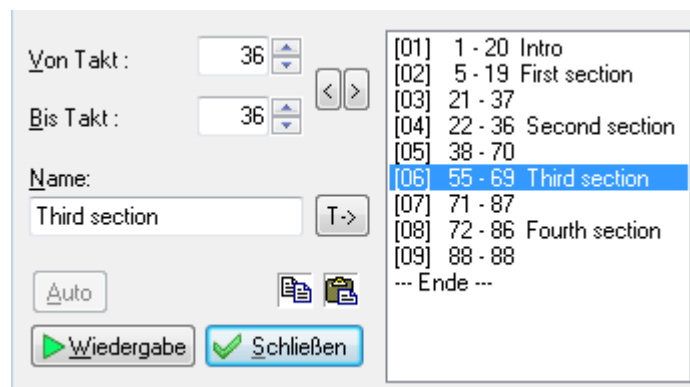 Von Takt : 36
Bis Takt : 36
< >
Name:
Third section
T->
Auto
Wiedergabe
Schließen
[01] 1 - 20 Intro
[02] 5 - 19 First section
[03] 21 - 37
[04] 22 - 36 Second section
[05] 38 - 70
[06] 55 - 69 Third section
[07] 71 - 87
[08] 72 - 86 Fourth section
[09] 88 - 88
--- Ende ---